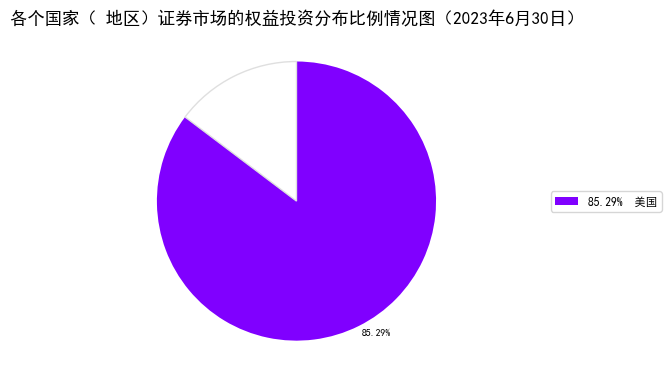 各个国家（ 地区）证券市场的权益投资分布比例情况图（2023年6月30日）
85.29% 美国
85.29%